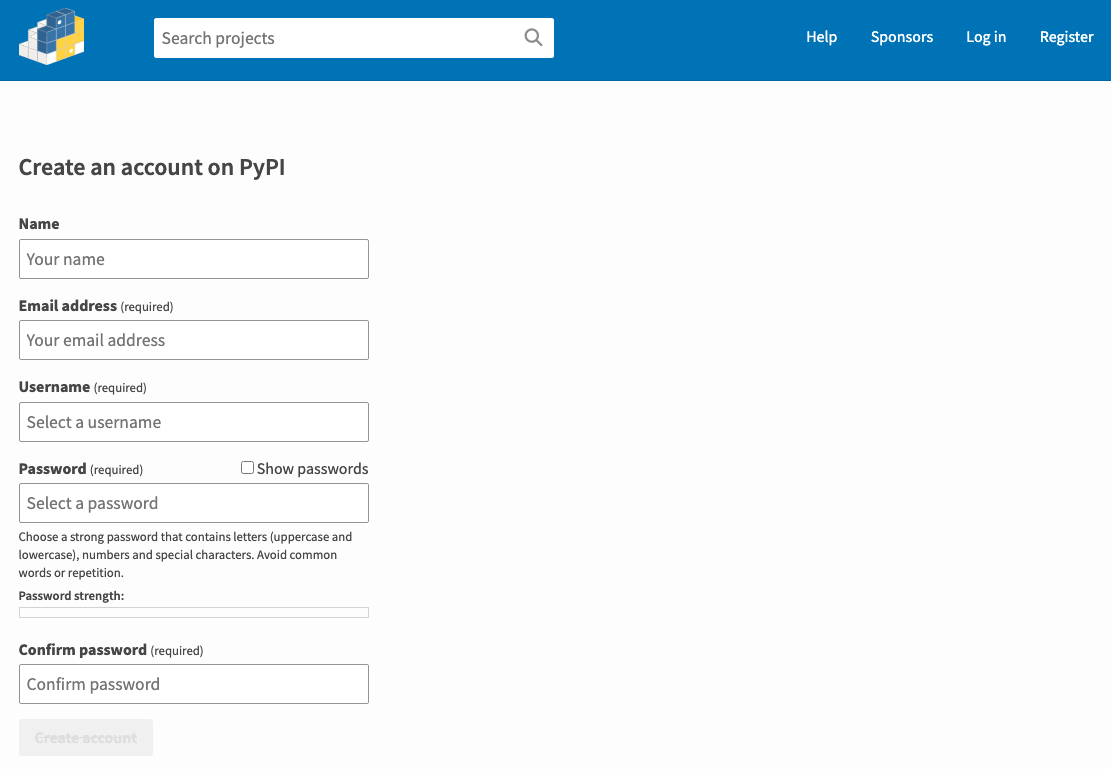 Search projects
Help Sponsors Log in Register
Create an account on PyPI
Name
Your name
Email address (required)
Your email address
Username (required)
Select a username
Password (required) Show passwords
Select a password
Choose a strong password that contains letters (uppercase and
lowercase), numbers and special characters. Avoid common
words or repetition.
Password strength:
Confirm password (required)
Confirm password
Create account